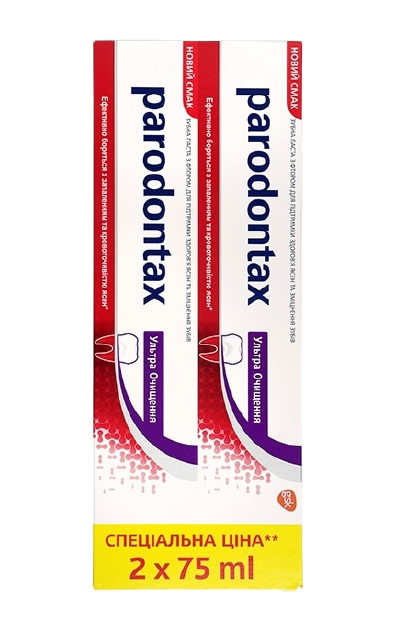 НОВИЙ СМАК
ЗУБНА ПАСТА З ФТОРОМ ДЛЯ ПІДТРИМКИ ЗДОРОВ'Я ЯСЕН ТА ЗМІЦНЕННЯ ЗУБІВ
parodontax
Ефективно бореться з запаленням та кровоточивістю ясен*
Ультра Очищення
НОВИЙ СМАК
ЗУБНА ПАСТА З ФТОРОМ ДЛЯ ПІДТРИМКИ ЗДОРОВ'Я ЯСЕН ТА ЗМІЦНЕННЯ ЗУБІВ
parodontax
Ефективно бореться з запаленням та кровоточивістю ясен*
Ультра Очищення
gsk
СПЕЦІАЛЬНА ЦІНА**
2 x 75 ml